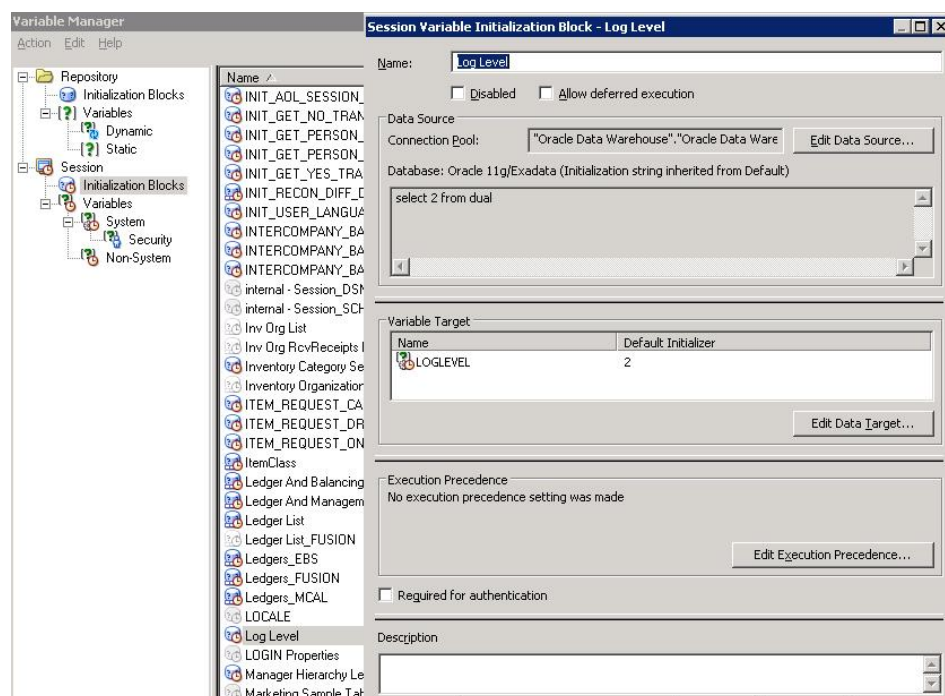 Variable Manager
Action Edit Help
Repository
Initialization Blocks
Variables
Dynamic
Static
Session
Initialization Blocks
Variables
System
Security
Non-System
Name
INIT_AOL_SESSION_
INIT_GET_NO_TRAN
INIT_GET_PERSON_
INIT_GET_PERSON_
INIT_GET_YES_TRA
INIT_RECON_DIFF_D
INIT_USER_LANGUA
INTERCOMPANY_BA
INTERCOMPANY_BA
INTERCOMPANY_BA
internal - Session_DSN
internal - Session_SCH
Inv Org List
Inv Org RcvReceipts
Inventory Category Se
Inventory Organization
ITEM_REQUEST_CA
ITEM_REQUEST_DR
ITEM_REQUEST_ON
ItemClass
Ledger And Balancing
Ledger And Managem
Ledger List
Ledger List_FUSION
Ledgers_EBS
Ledgers_FUSION
Ledgers_MCAL
LOCALE
Log Level
LOGIN Properties
Manager Hierarchy Le
Marketing Sample Tab
Session Variable Initialization Block - Log Level
Name: Log Level
Disabled Allow deferred execution
Data Source
Connection Pool: "Oracle Data Warehouse"."Oracle Data Ware Edit Data Source...
Database: Oracle 11g/Exadata (Initialization string inherited from Default)
select 2 from dual
Variable Target
Name Default Initializer
LOGLEVEL 2
Edit Data Target...
Execution Precedence
No execution precedence setting was made
Edit Execution Precedence...
Required for authentication
Description